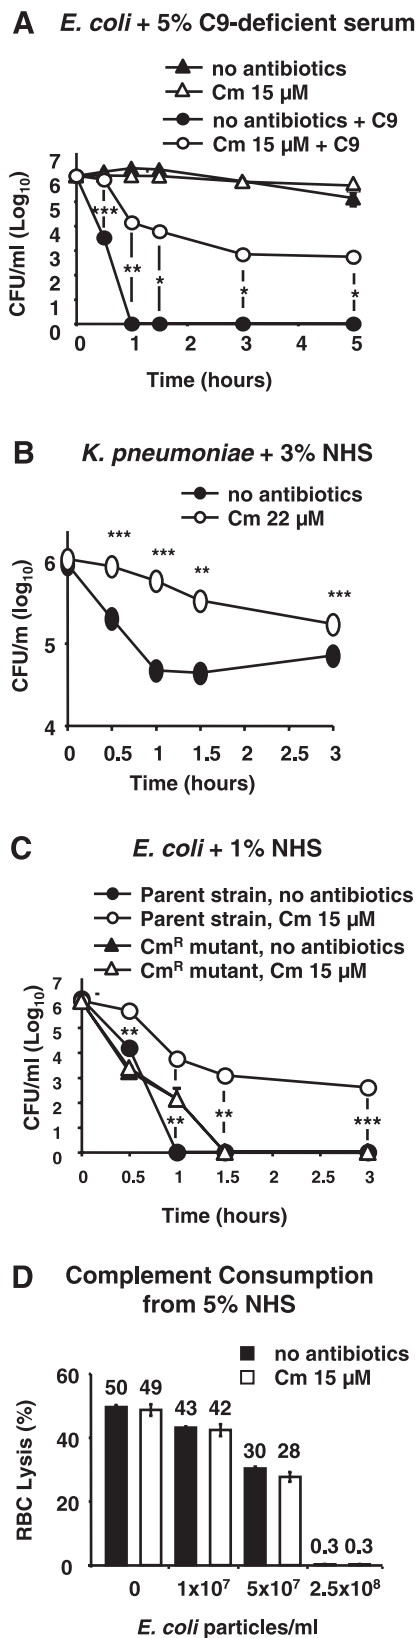 A E. coli + 5% C9-deficient serum
no antibiotics
Cm 15 µM
no antibiotics + C9
Cm 15 µM + C9
CFU/ml (Log10)
7
6
5
4
3
2
1
0
***
**
*
*
*
0 1 2 3 4 5
Time (hours)
B K. pneumoniae + 3% NHS
no antibiotics
Cm 22 µM
CFU/m (log10)
6
5
4
***
***
**
***
0 0.5 1 1.5 2 2.5 3
Time (hours)
C E. coli + 1% NHS
Parent strain, no antibiotics
Parent strain, Cm 15 µM
CmR mutant, no antibiotics
CmR mutant, Cm 15 µM
CFU/ml (Log10)
7
6
5
4
3
2
1
0
**
**
**
***
0 0.5 1 1.5 2 2.5 3
Time (hours)
D Complement Consumption
from 5% NHS
no antibiotics
Cm 15 µM
RBC Lysis (%)
60
40
20
0
50 49
43 42
30 28
0.3 0.3
0 1x10⁷ 5x10⁷ 2.5x10⁸
E. coli particles/ml